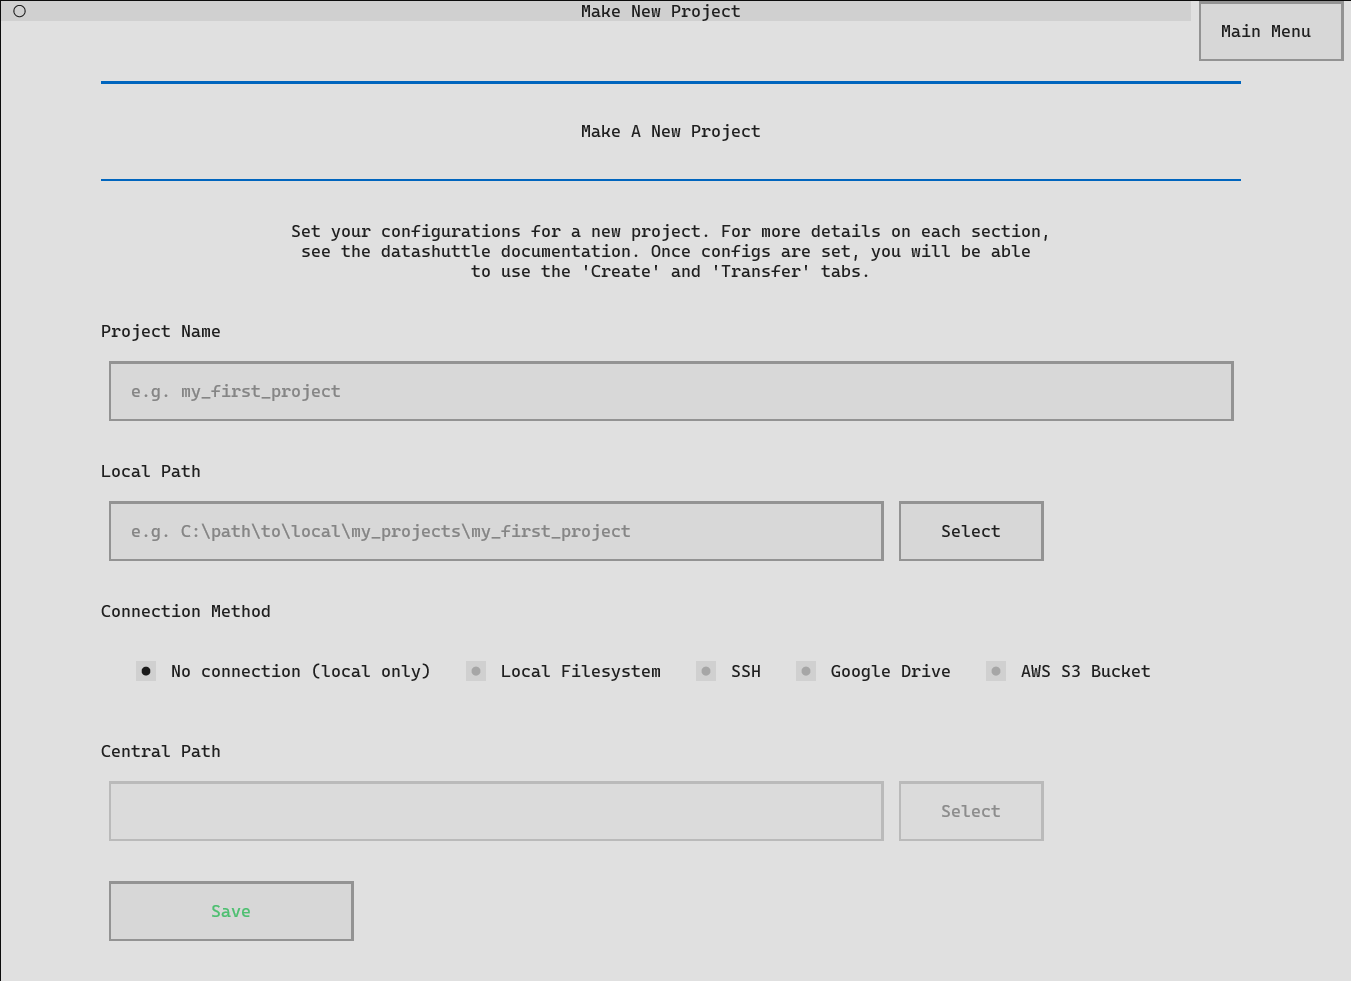 Make New Project
Main Menu
Make A New Project
Set your configurations for a new project. For more details on each section,
see the datashuttle documentation. Once configs are set, you will be able
to use the 'Create' and 'Transfer' tabs.
Project Name
e.g. my_first_project
Local Path
e.g. C:\path\to\local\my_projects\my_first_project
Select
Connection Method
No connection (local only) Local Filesystem SSH Google Drive AWS S3 Bucket
Central Path
Select
Save